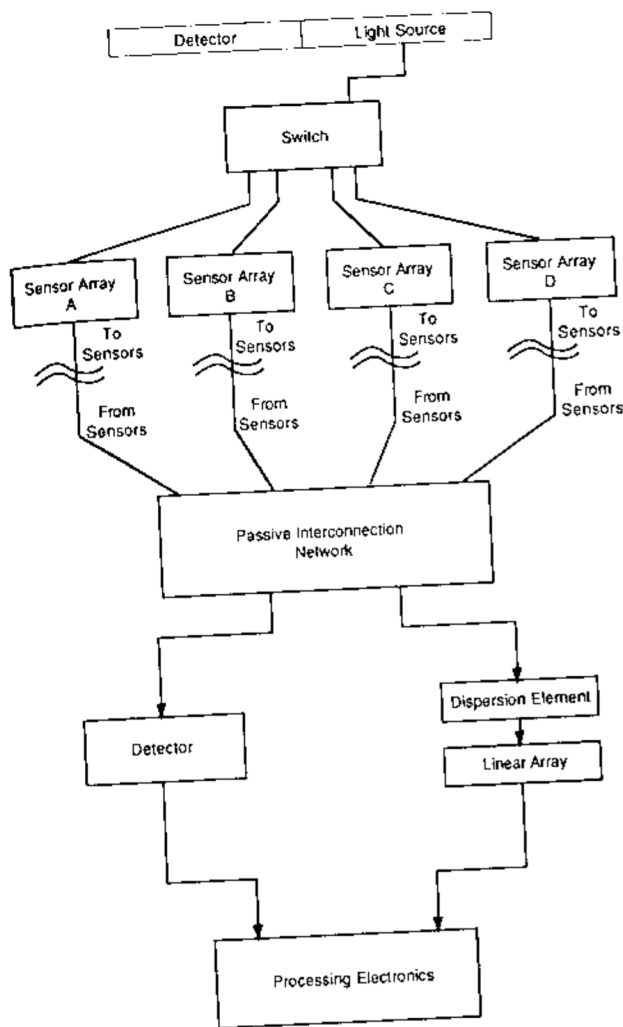 Detector
Light Source
Switch
Sensor Array
A
Sensor Array
B
Sensor Array
C
Sensor Array
D
To
Sensors
To
Sensors
To
Sensors
To
Sensors
From
Sensors
From
Sensors
From
Sensors
From
Sensors
Passive Interconnection
Network
Dispersion Element
Detector
Linear Array
Processing Electronics